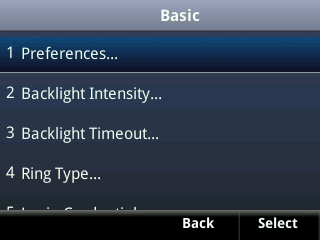 Basic
1 Preferences...
2 Backlight Intensity...
3 Backlight Timeout...
4 Ring Type...
Back Select